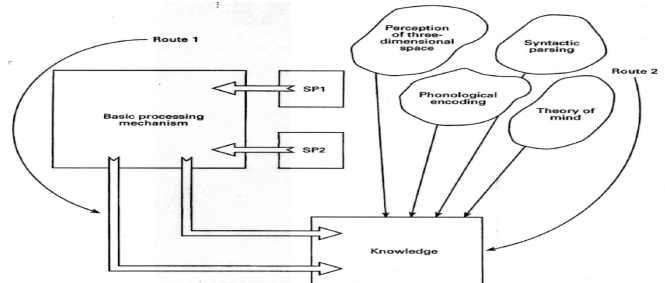 Route 1
Perception
of three-
dimensional
space
Syntactic
parsing
Route 2
SP1
Phonological
encoding
Basic processing
mechanism
Theory of
mind
SP2
Knowledge